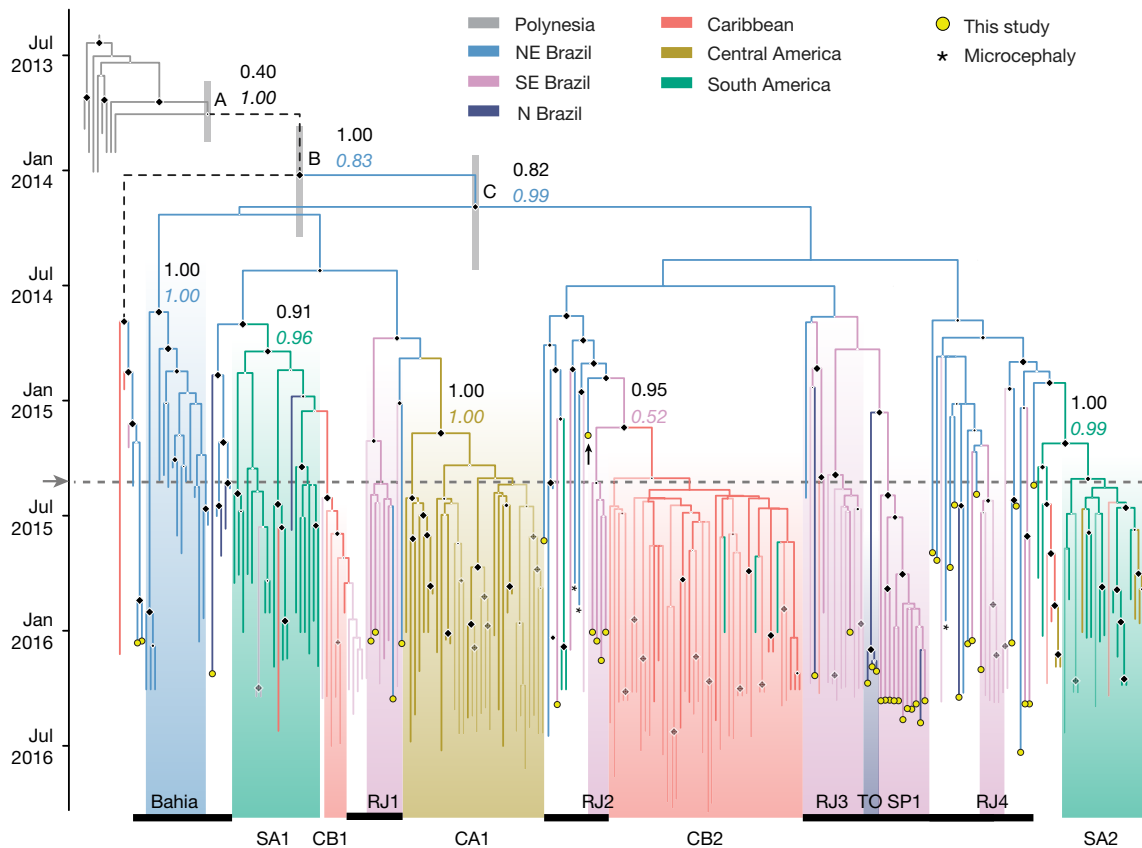 Polynesia
NE Brazil
SE Brazil
N Brazil
Caribbean
Central America
South America
This study
* Microcephaly
Jul
2013
Jan
2014
Jul
2014
Jan
2015
Jul
2015
Jan
2016
Jul
2016
A
0.40
1.00
B
1.00
0.83
C
0.82
0.99
1.00
1.00
0.91
0.96
1.00
1.00
0.95
0.52
1.00
0.99
Bahia
RJ1
RJ2
RJ3
TO
SP1
RJ4
SA1
CB1
CA1
CB2
SA2